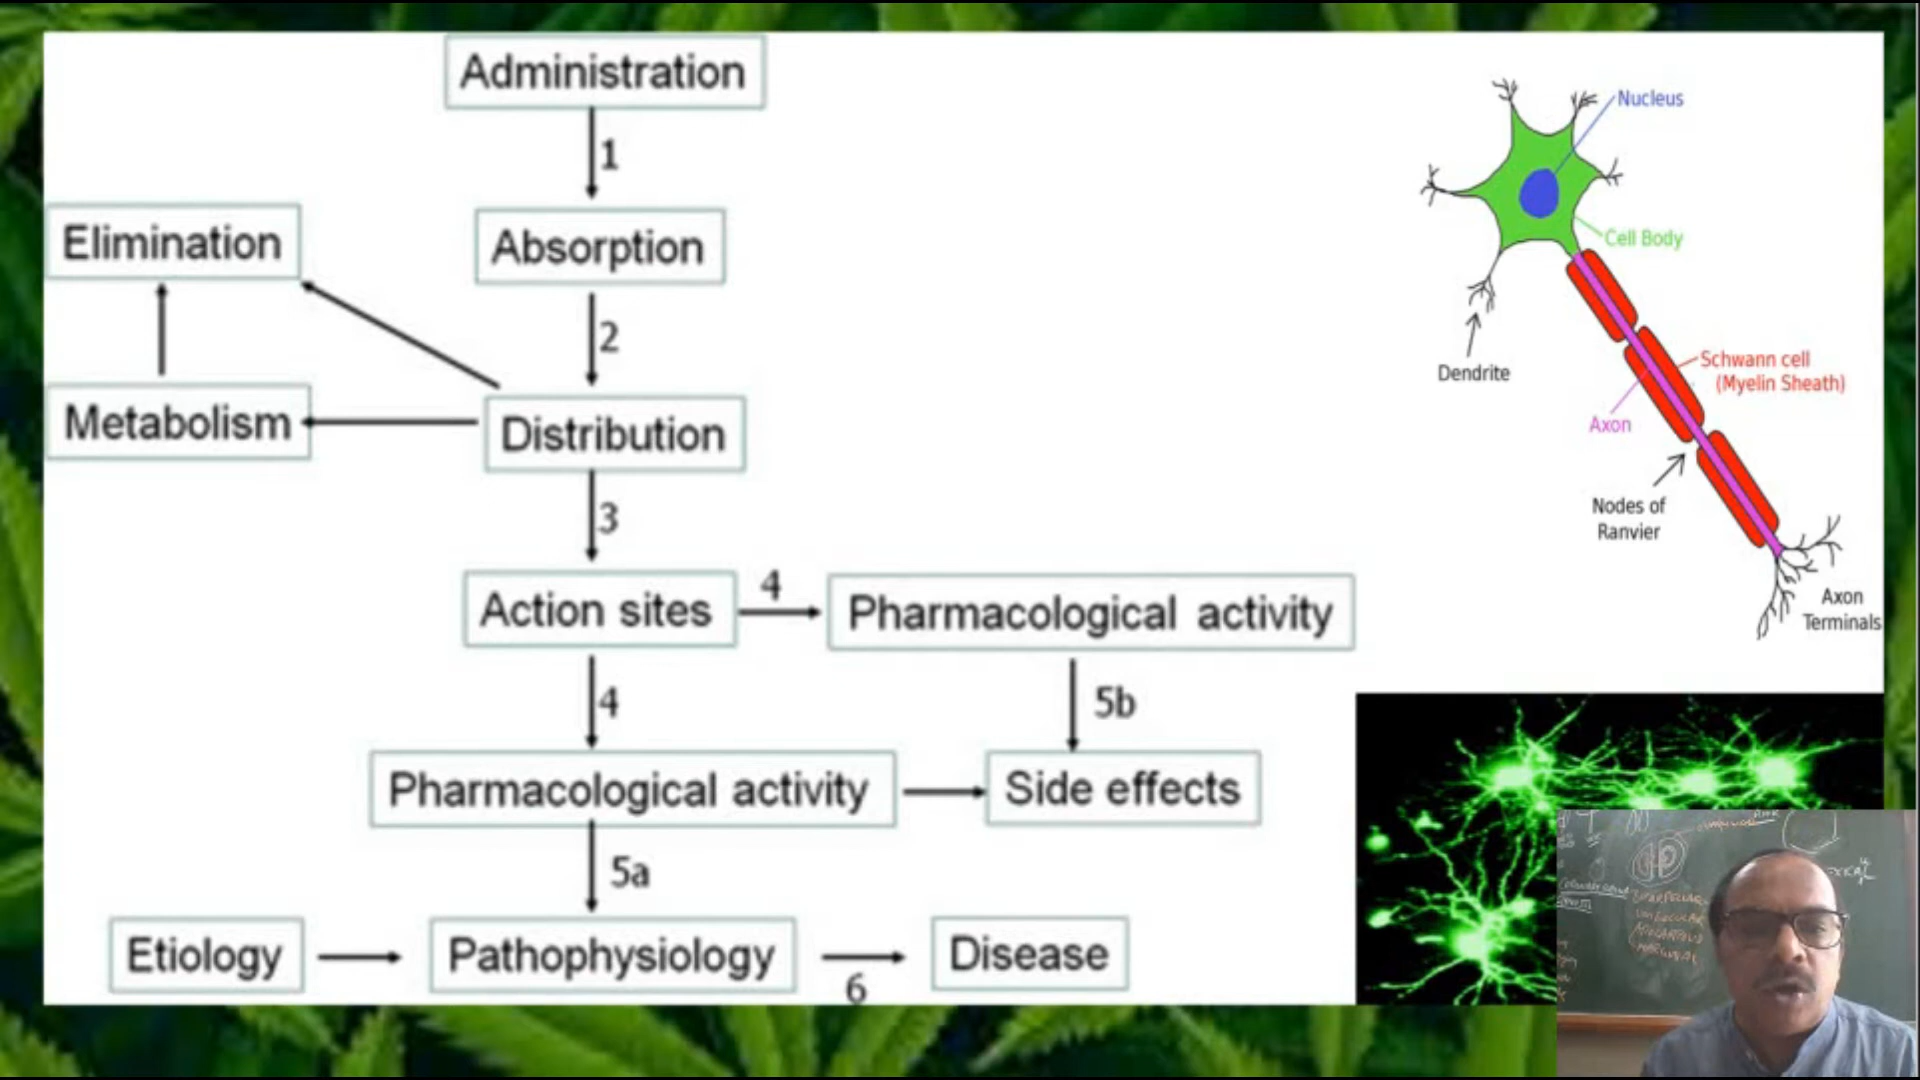 Administration
1
Elimination
Absorption
2
Metabolism
Distribution
3
Action sites
4
Pharmacological activity
4
5b
Pharmacological activity
Side effects
5a
Etiology
Pathophysiology
6
Disease
Nucleus
Cell Body
Dendrite
Schwann cell
(Myelin Sheath)
Axon
Nodes of
Ranvier
Axon
Terminals